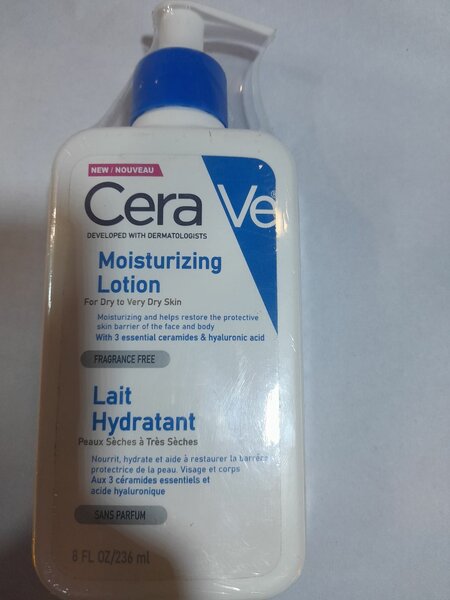 NEW / NOUVEAU
CeraVe®
DEVELOPED WITH DERMATOLOGISTS
Moisturizing
Lotion
For Dry to Very Dry Skin
Moisturizing and helps restore the protective
skin barrier of the face and body
With 3 essential ceramides & hyaluronic acid
FRAGRANCE FREE
Lait
Hydratant
Peaux Sèches à Très Sèches
Nourrit, hydrate et aide à restaurer la barrière
protectrice de la peau. Visage et corps
Aux 3 céramides essentiels et
acide hyaluronique
SANS PARFUM
8 FL OZ/236 ml